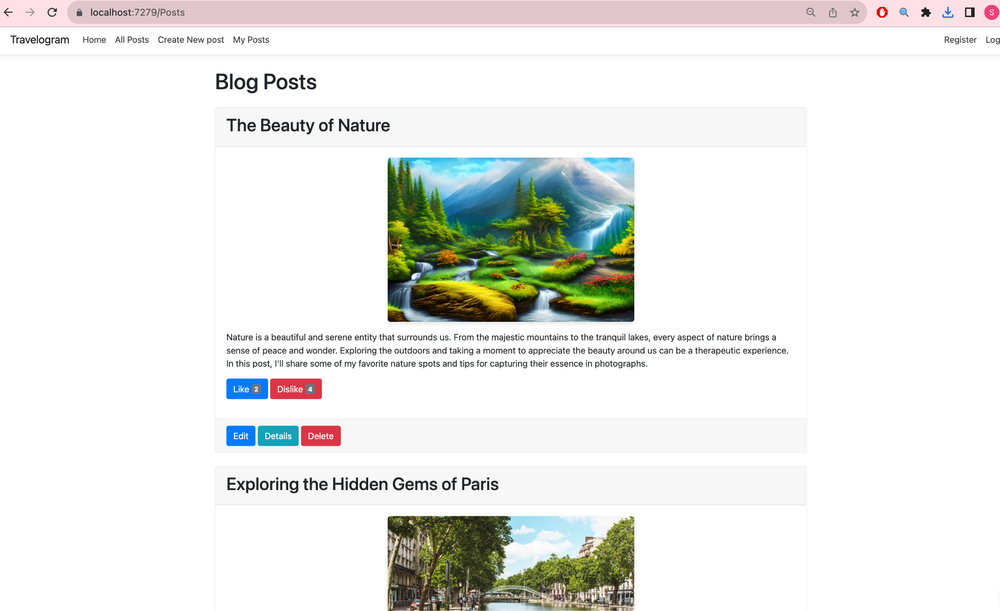 localhost:7279/Posts
S
Travelogram Home All Posts Create New post My Posts Register Log
Blog Posts
The Beauty of Nature
Nature is a beautiful and serene entity that surrounds us. From the majestic mountains to the tranquil lakes, every aspect of nature brings a
sense of peace and wonder. Exploring the outdoors and taking a moment to appreciate the beauty around us can be a therapeutic experience.
In this post, I'll share some of my favorite nature spots and tips for capturing their essence in photographs.
Like 2 Dislike 4
Edit Details Delete
Exploring the Hidden Gems of Paris